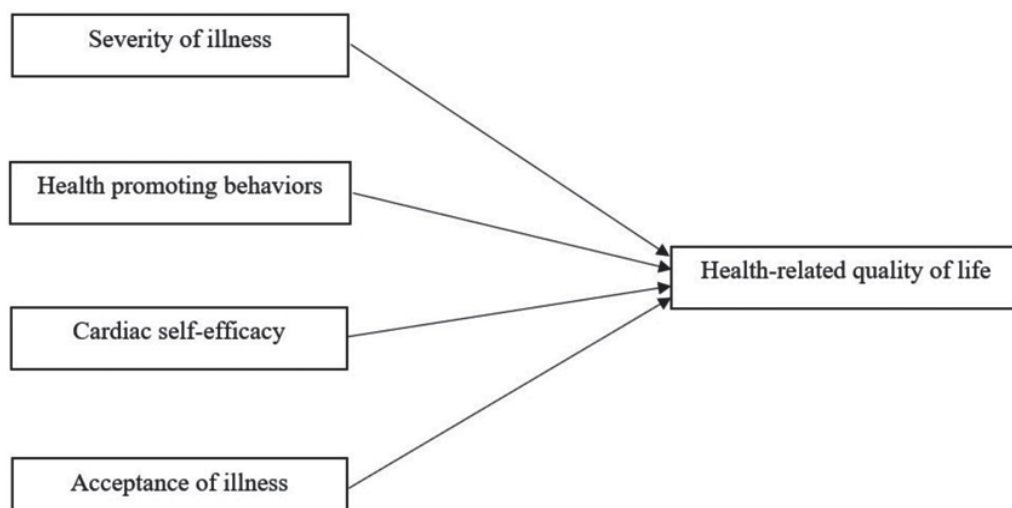 Severity of illness
Health promoting behaviors
Health-related quality of life
Cardiac self-efficacy
Acceptance of illness